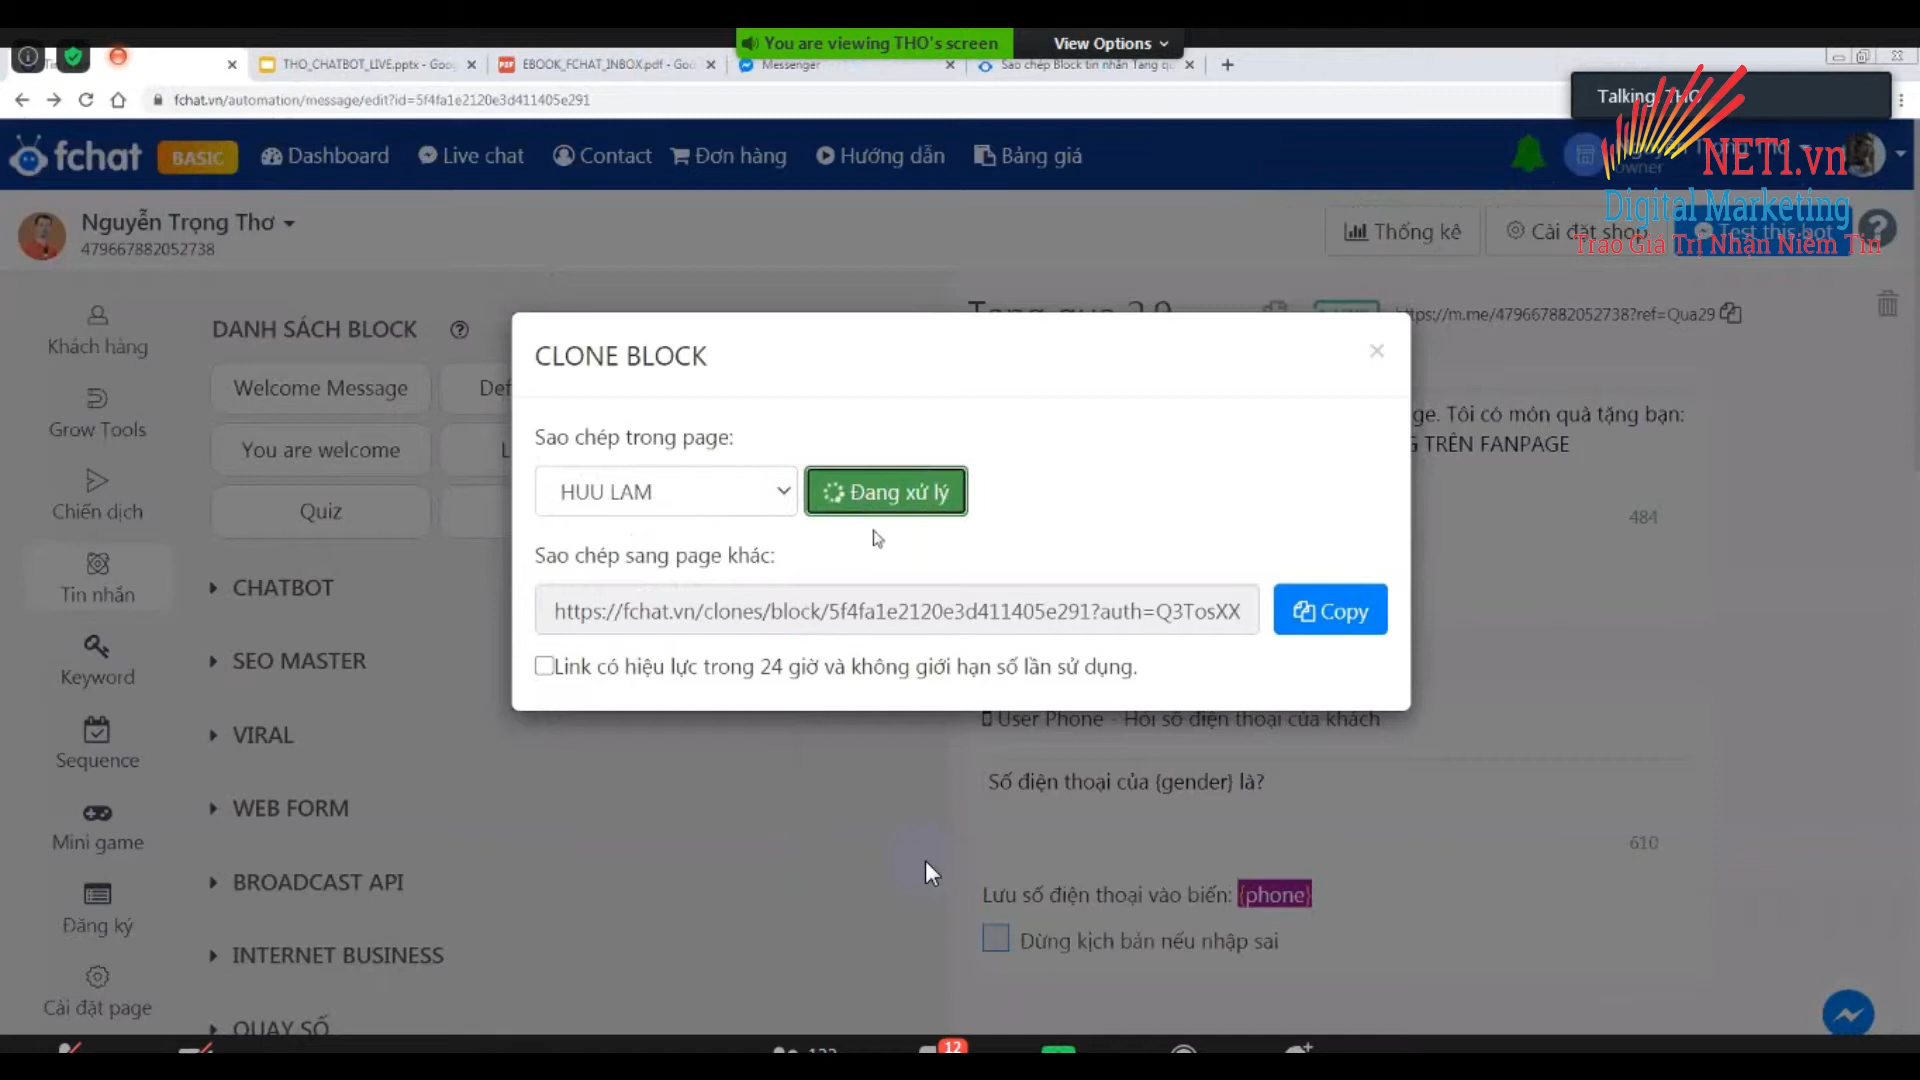 You are viewing THO's screen
View Options
THO_CHATBOT_LIVE.pptx - Goo
EBOOK_FCHAT_INBOX.pdf - Goo
Messenger
Sao chép Block tin nhắn Tang qu
fchat.vn/automation/message/edit?id=5f4fa1e2120e3d411405e291
Talking: THO
fchat
BASIC
Dashboard
Live chat
Contact
Đơn hàng
Hướng dẫn
Bảng giá
owner
NET1.vn
Digital Marketing
Trao Giá Trị Nhận Niềm Tin
Nguyễn Trọng Thơ
479667882052738
Thống kê
Cài đặt shop
Test this bot
Khách hàng
Grow Tools
Chiến dịch
Tin nhắn
Keyword
Sequence
Mini game
Đăng ký
Cài đặt page
DANH SÁCH BLOCK
Welcome Message
Def
You are welcome
L
Quiz
CHATBOT
SEO MASTER
VIRAL
WEB FORM
BROADCAST API
INTERNET BUSINESS
QUAY SỐ
https://m.me/479667882052738?ref=Qua29
CLONE BLOCK
Sao chép trong page:
HUU LAM
Đang xử lý
Sao chép sang page khác:
https://fchat.vn/clones/block/5f4fa1e2120e3d411405e291?auth=Q3TosXX
Copy
Link có hiệu lực trong 24 giờ và không giới hạn số lần sử dụng.
ge. Tôi có món quà tặng bạn:
TRÊN FANPAGE
484
User Phone - Hỏi số điện thoại của khách
Số điện thoại của {gender} là?
610
Lưu số điện thoại vào biến: {phone}
Dừng kịch bản nếu nhập sai
12